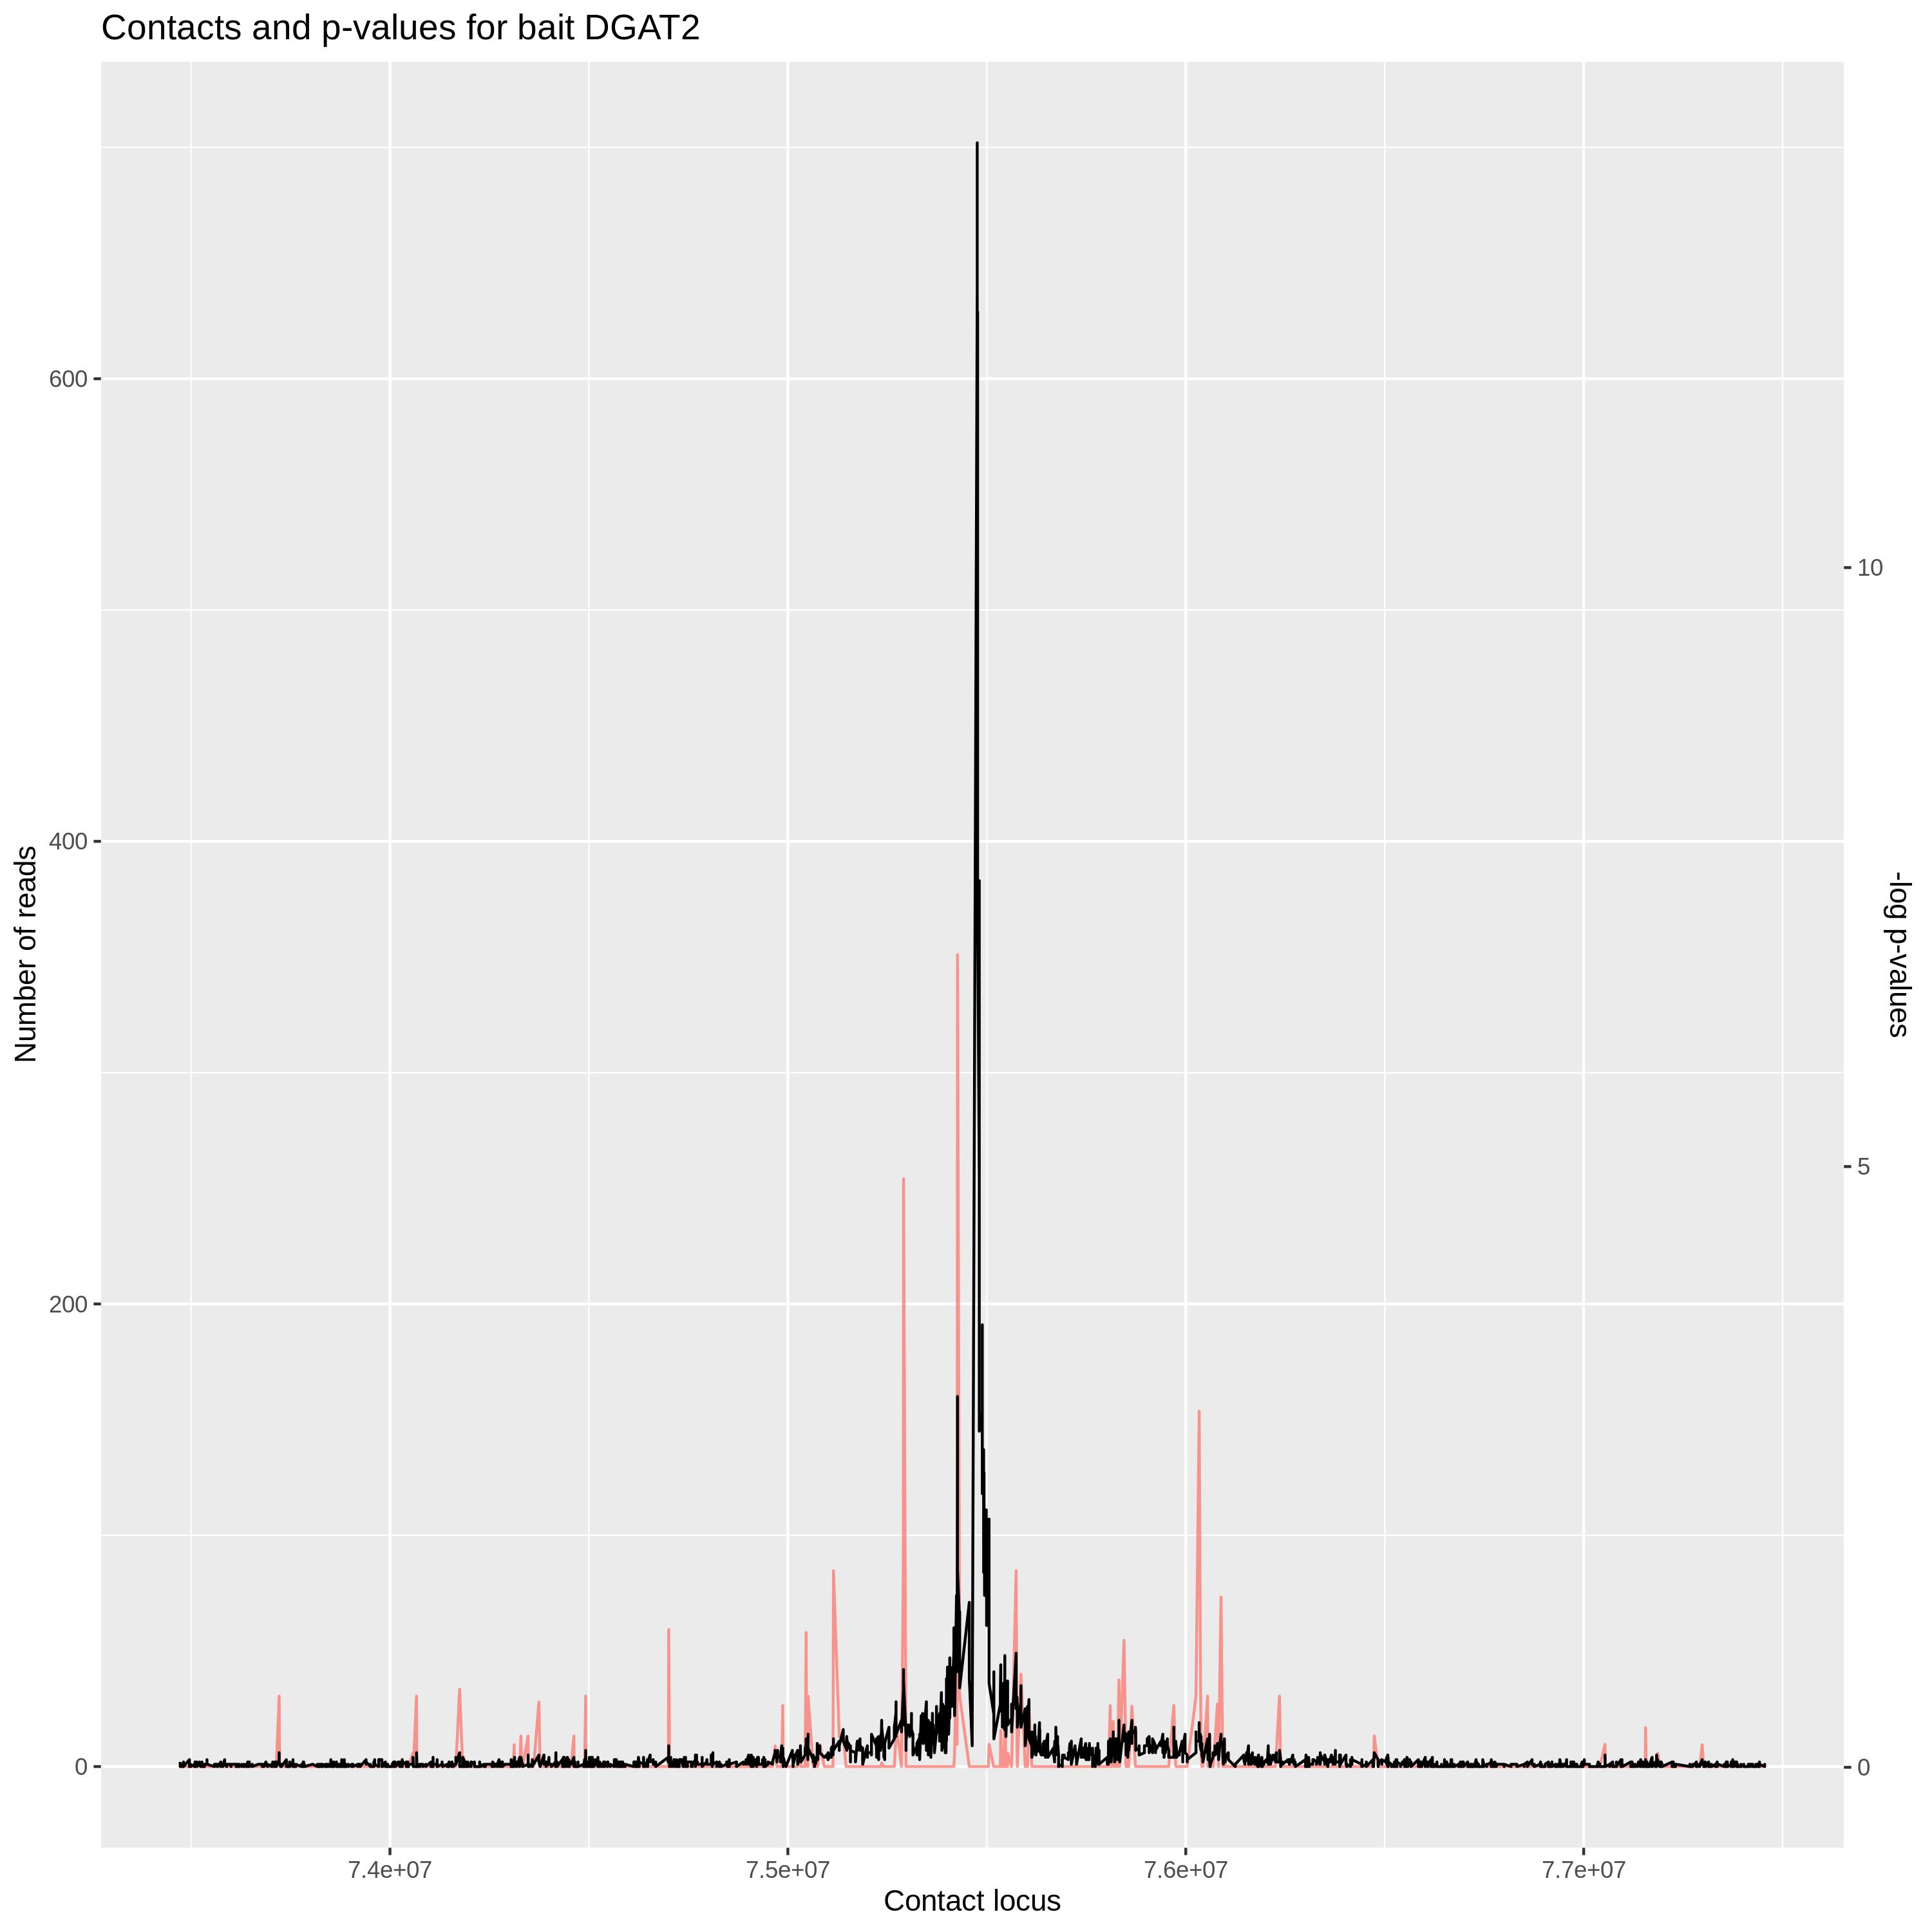 Contacts and p-values for bait DGAT2
600
400
200
0
Number of reads
10
5
0
-log p-values
7.4e+07
7.5e+07
7.6e+07
7.7e+07
Contact locus